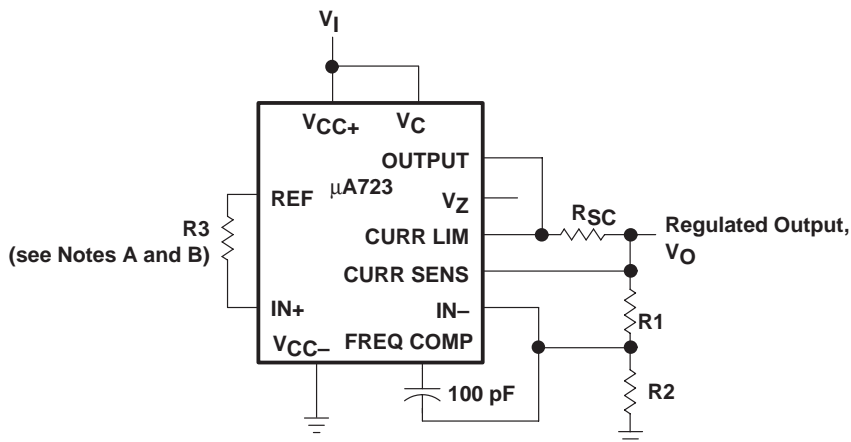 VI
VCC+ VC
OUTPUT
REF µA723
VZ
RSC
Regulated Output,
VO
R3
(see Notes A and B)
CURR LIM
CURR SENS
IN+ IN–
R1
VCC– FREQ COMP
100 pF
R2